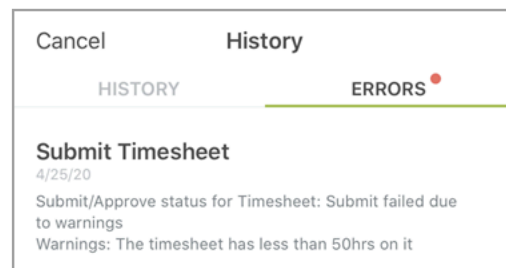 Cancel History
HISTORY ERRORS
Submit Timesheet
4/25/20
Submit/Approve status for Timesheet: Submit failed due
to warnings
Warnings: The timesheet has less than 50hrs on it